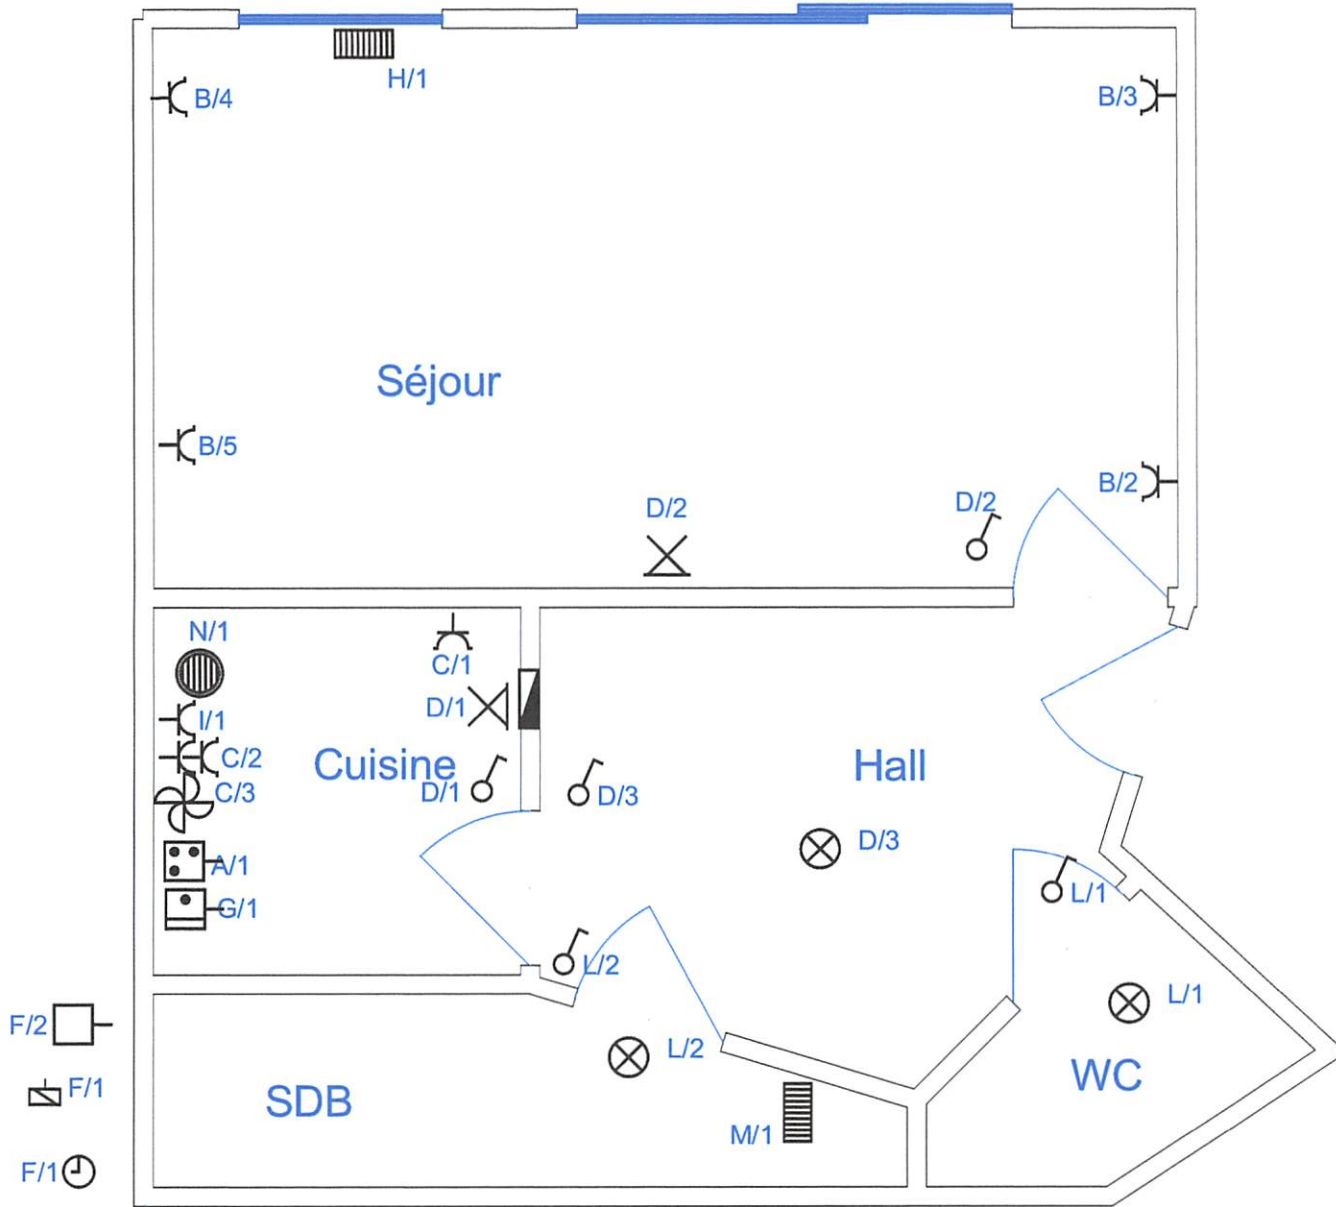 H/1
B/4
B/3
Séjour
B/5
B/2
D/2
D/2
N/1
C/1
I/1
D/1
C/2
Cuisine
Hall
C/3
D/1
D/3
D/3
A/1
L/1
G/1
L/2
L/1
F/2
L/2
WC
F/1
SDB
M/1
F/1